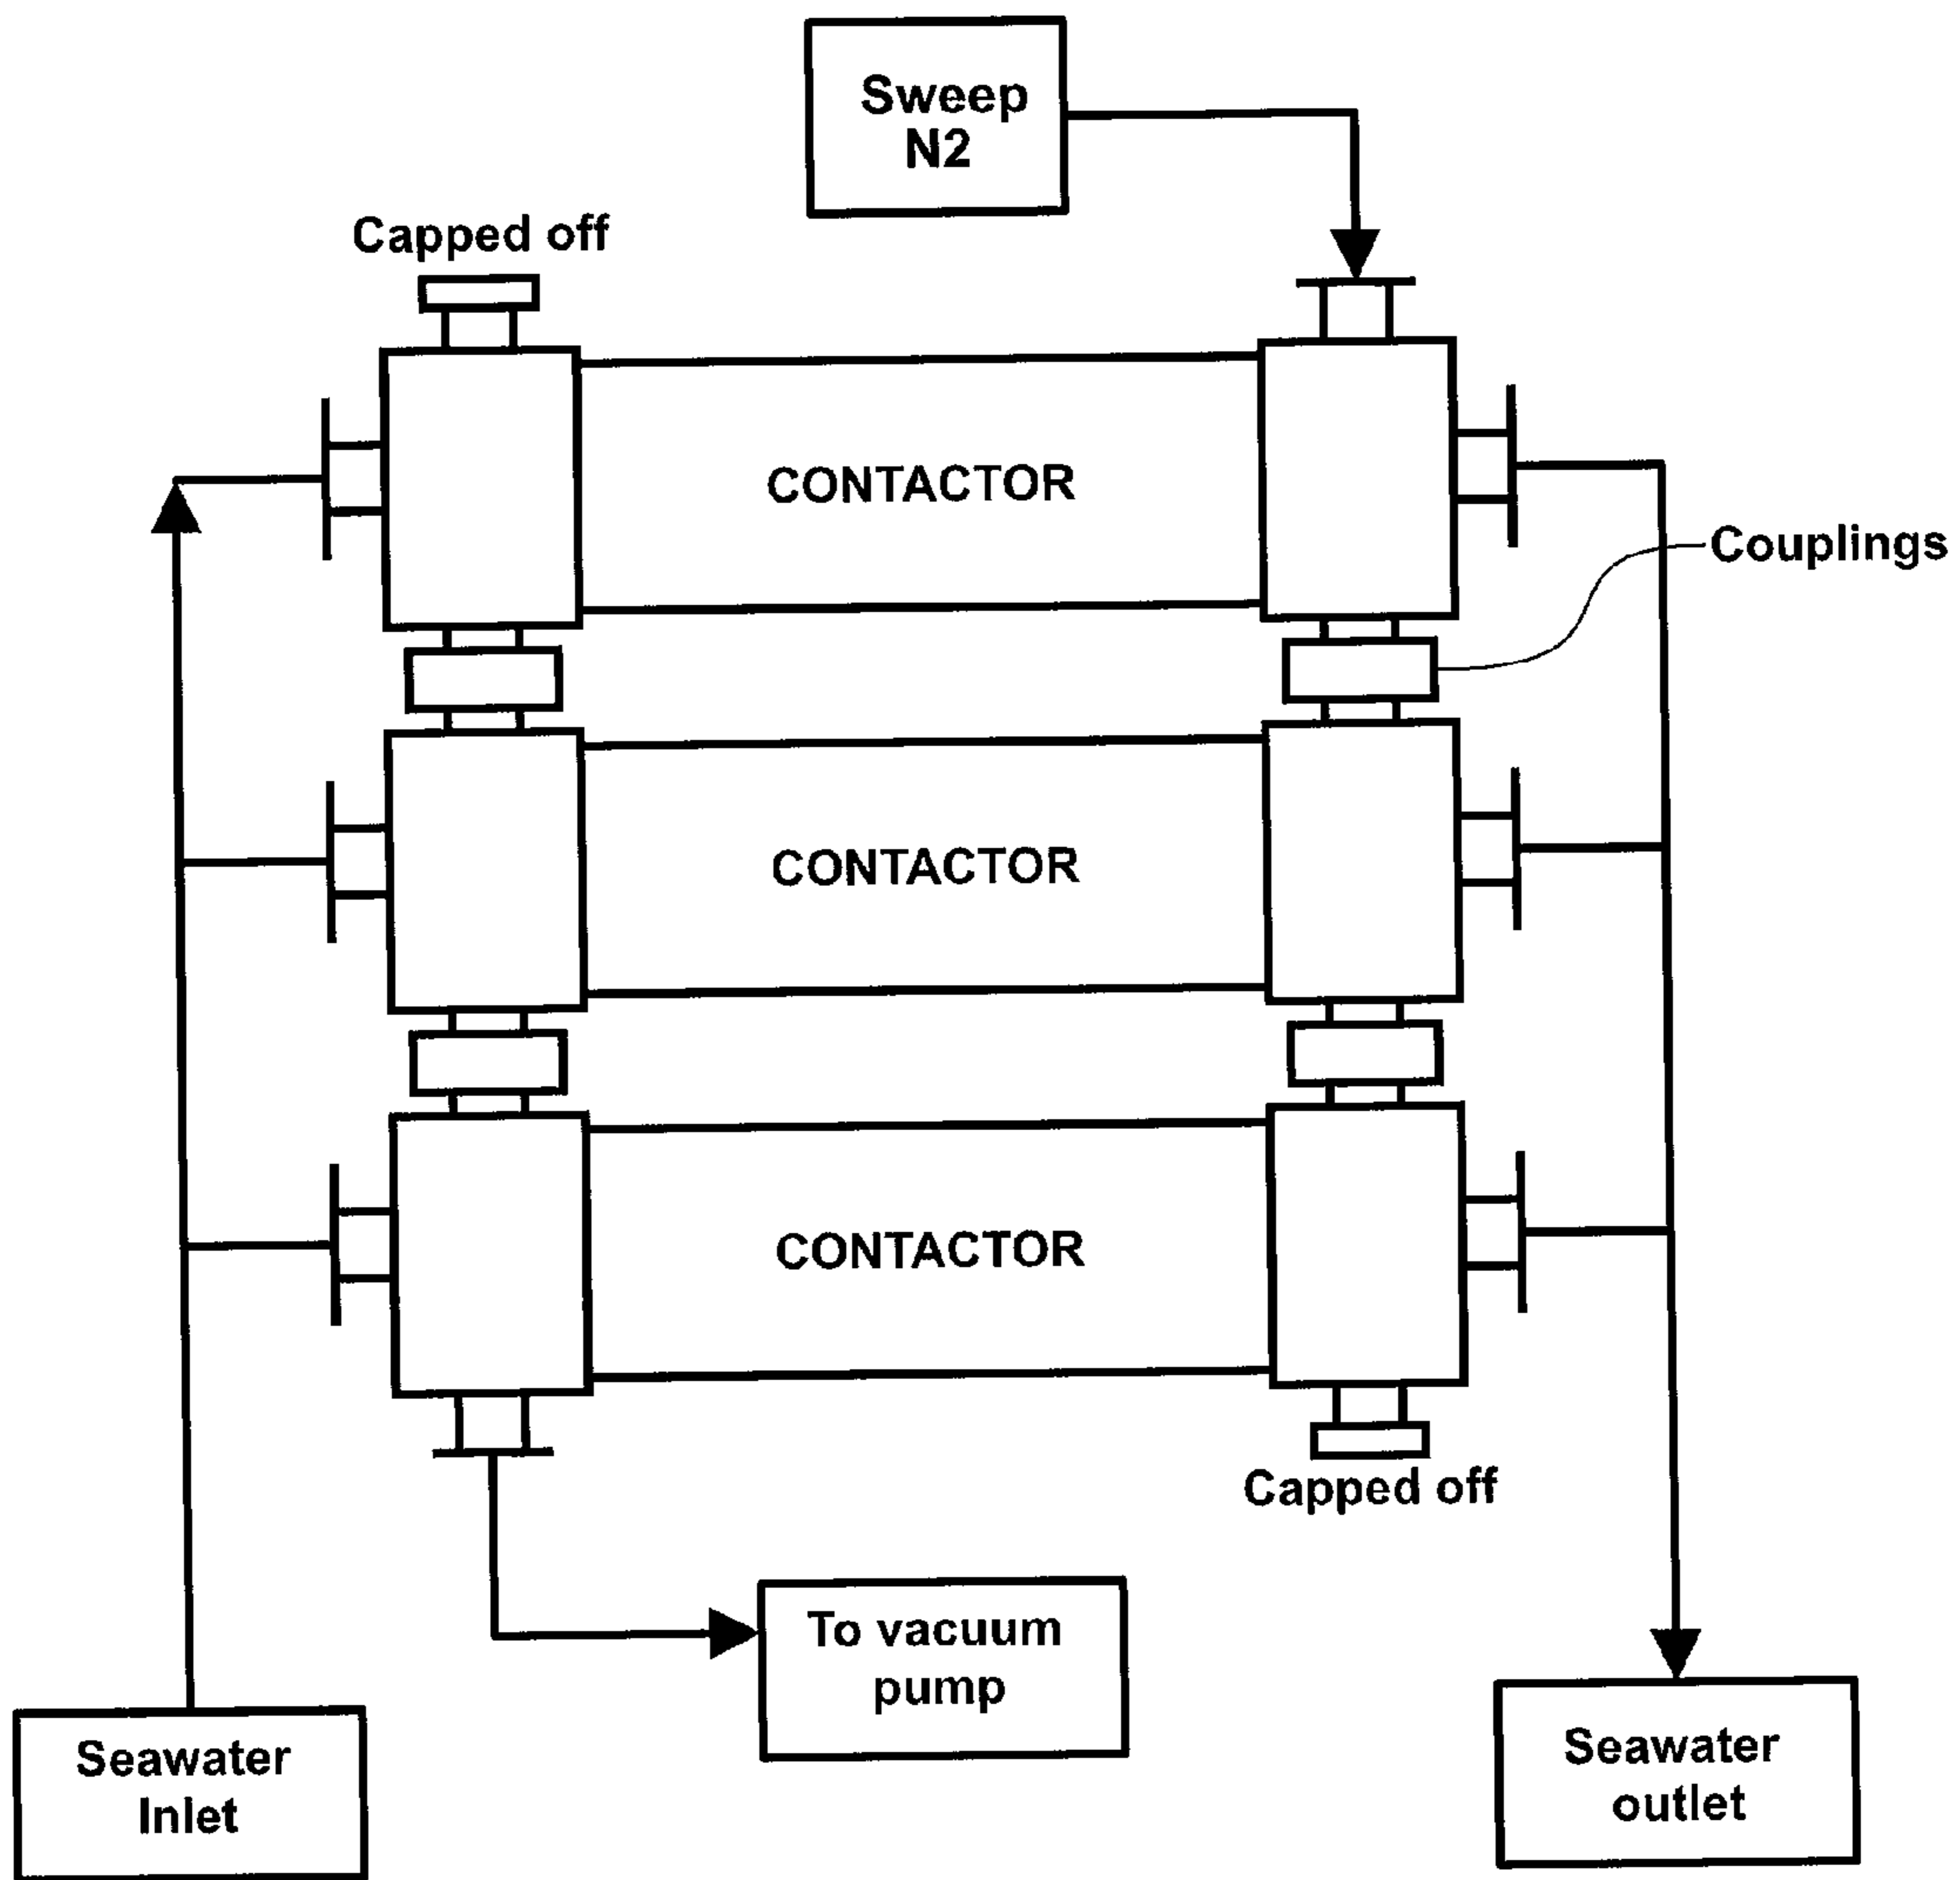 Sweep
N2
Capped off
CONTACTOR
Couplings
CONTACTOR
CONTACTOR
Capped off
To vacuum
pump
Seawater
Inlet
Seawater
outlet